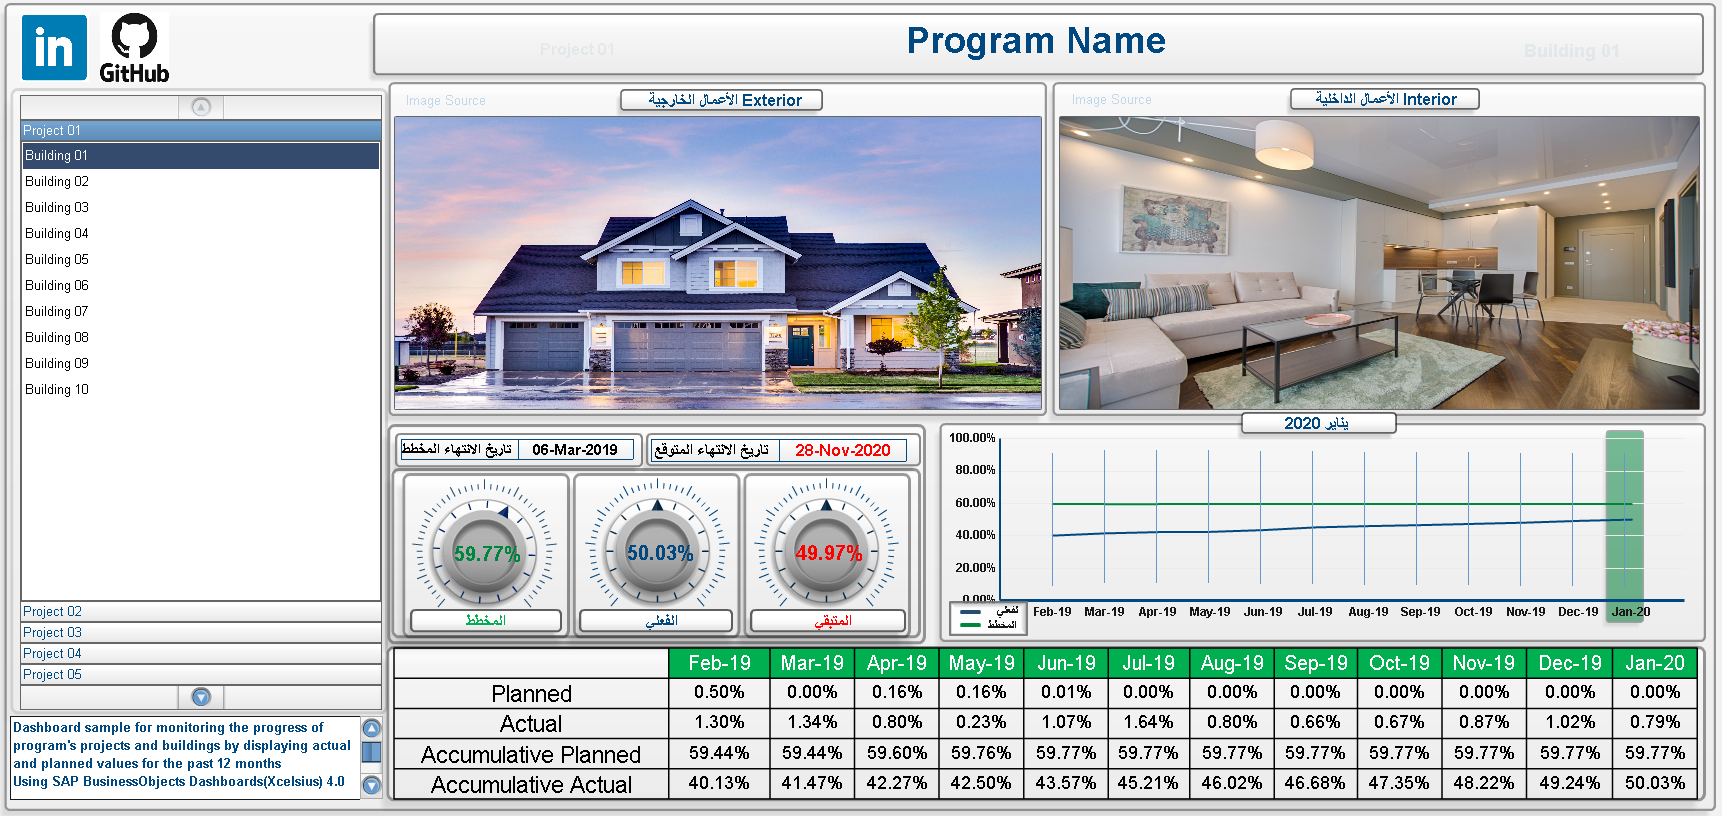 in
GitHub
Project 01
Program Name
Building 01
Project 01
Building 01
Building 02
Building 03
Building 04
Building 05
Building 06
Building 07
Building 08
Building 09
Building 10
Project 02
Project 03
Project 04
Project 05
Dashboard sample for monitoring the progress of
program's projects and buildings by displaying actual
and planned values for the past 12 months
Using SAP BusinessObjects Dashboards(Xcelsius) 4.0
Image Source
الأعمال الخارجية Exterior
Image Source
الأعمال الداخلية Interior
تاريخ الانتهاء المخطط 06-Mar-2019
تاريخ الانتهاء المتوقع 28-Nov-2020
59.77%
50.03%
49.97%
المخطط
الفعلي
المتبقي
يناير 2020
100.00%
80.00%
60.00%
40.00%
20.00%
0.00%
Feb-19 Mar-19 Apr-19 May-19 Jun-19 Jul-19 Aug-19 Sep-19 Oct-19 Nov-19 Dec-19 Jan-20
لفعلي
المخطط
Feb-19 Mar-19 Apr-19 May-19 Jun-19 Jul-19 Aug-19 Sep-19 Oct-19 Nov-19 Dec-19 Jan-20
Planned 0.50% 0.00% 0.16% 0.16% 0.01% 0.00% 0.00% 0.00% 0.00% 0.00% 0.00% 0.00%
Actual 1.30% 1.34% 0.80% 0.23% 1.07% 1.64% 0.80% 0.66% 0.67% 0.87% 1.02% 0.79%
Accumulative Planned 59.44% 59.44% 59.60% 59.76% 59.77% 59.77% 59.77% 59.77% 59.77% 59.77% 59.77% 59.77%
Accumulative Actual 40.13% 41.47% 42.27% 42.50% 43.57% 45.21% 46.02% 46.68% 47.35% 48.22% 49.24% 50.03%